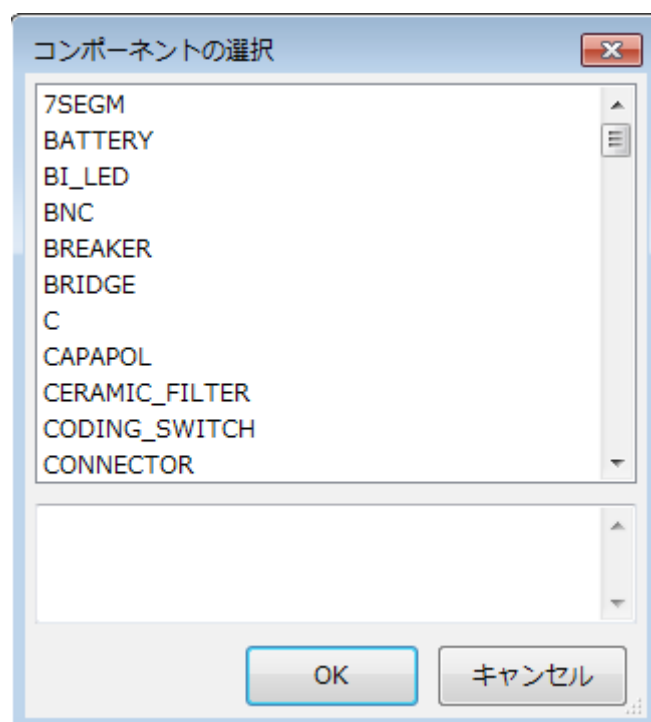 コンポーネントの選択
7SEGM
BATTERY
BI_LED
BNC
BREAKER
BRIDGE
C
CAPAPOL
CERAMIC_FILTER
CODING_SWITCH
CONNECTOR
OK
キャンセル